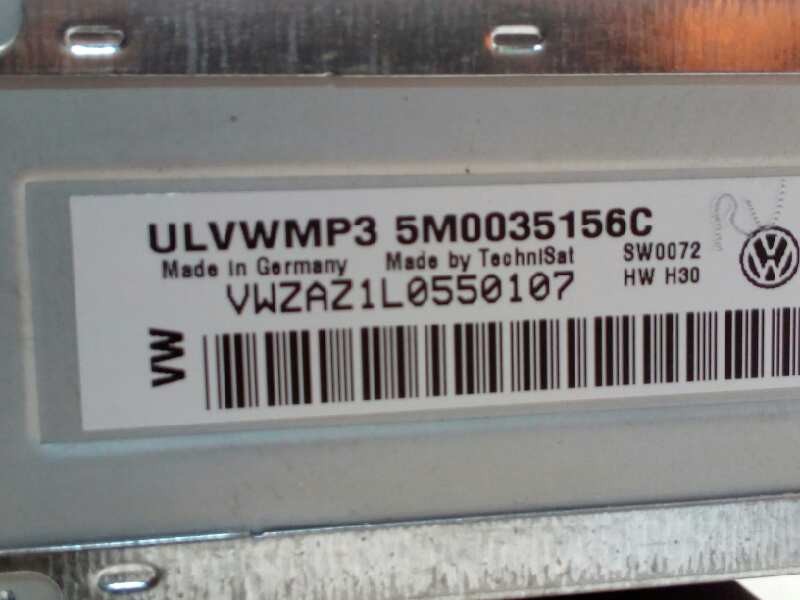 ULVWMP3 5M0035156C
Made in Germany Made by TechniSat SW0072
VWZAZ1L0550107 HW H30
VW